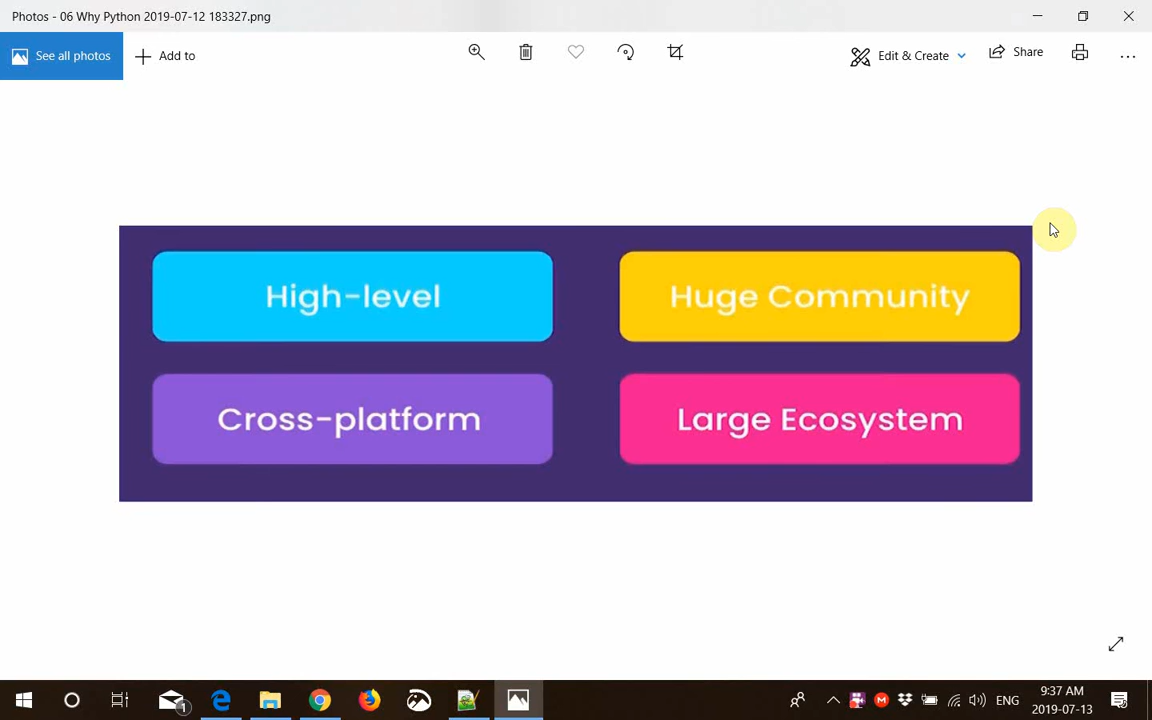 Photos - 06 Why Python 2019-07-12 183327.png
See all photos
Add to
Edit & Create
Share
High-level
Huge Community
Cross-platform
Large Ecosystem
1
ENG
9:37 AM
2019-07-13